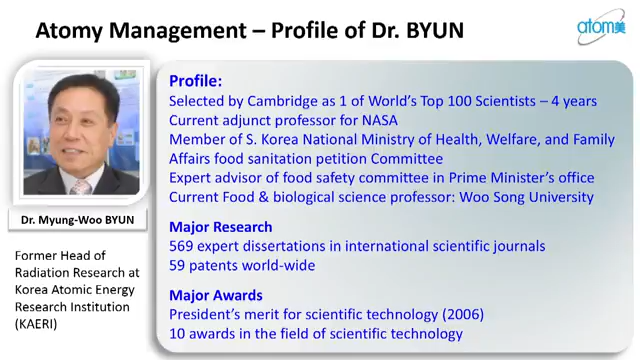 Atomy Management – Profile of Dr. BYUN
atom美
Dr. Myung-Woo BYUN
Former Head of
Radiation Research at
Korea Atomic Energy
Research Institution
(KAERI)
Profile:
Selected by Cambridge as 1 of World's Top 100 Scientists – 4 years
Current adjunct professor for NASA
Member of S. Korea National Ministry of Health, Welfare, and Family
Affairs food sanitation petition Committee
Expert advisor of food safety committee in Prime Minister's office
Current Food & biological science professor: Woo Song University
Major Research
569 expert dissertations in international scientific journals
59 patents world-wide
Major Awards
President's merit for scientific technology (2006)
10 awards in the field of scientific technology